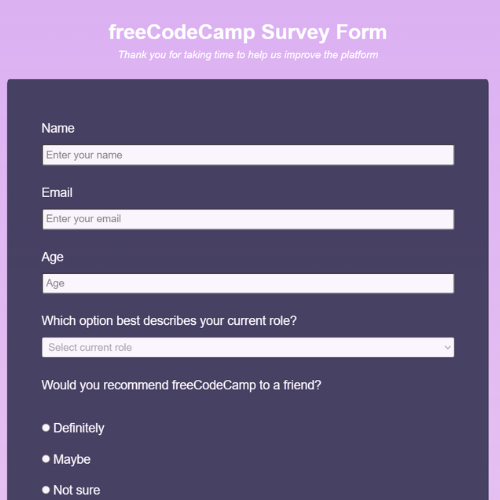 freeCodeCamp Survey Form
Thank you for taking time to help us improve the platform
Name
Enter your name
Email
Enter your email
Age
Age
Which option best describes your current role?
Select current role
Would you recommend freeCodeCamp to a friend?
Definitely
Maybe
Not sure